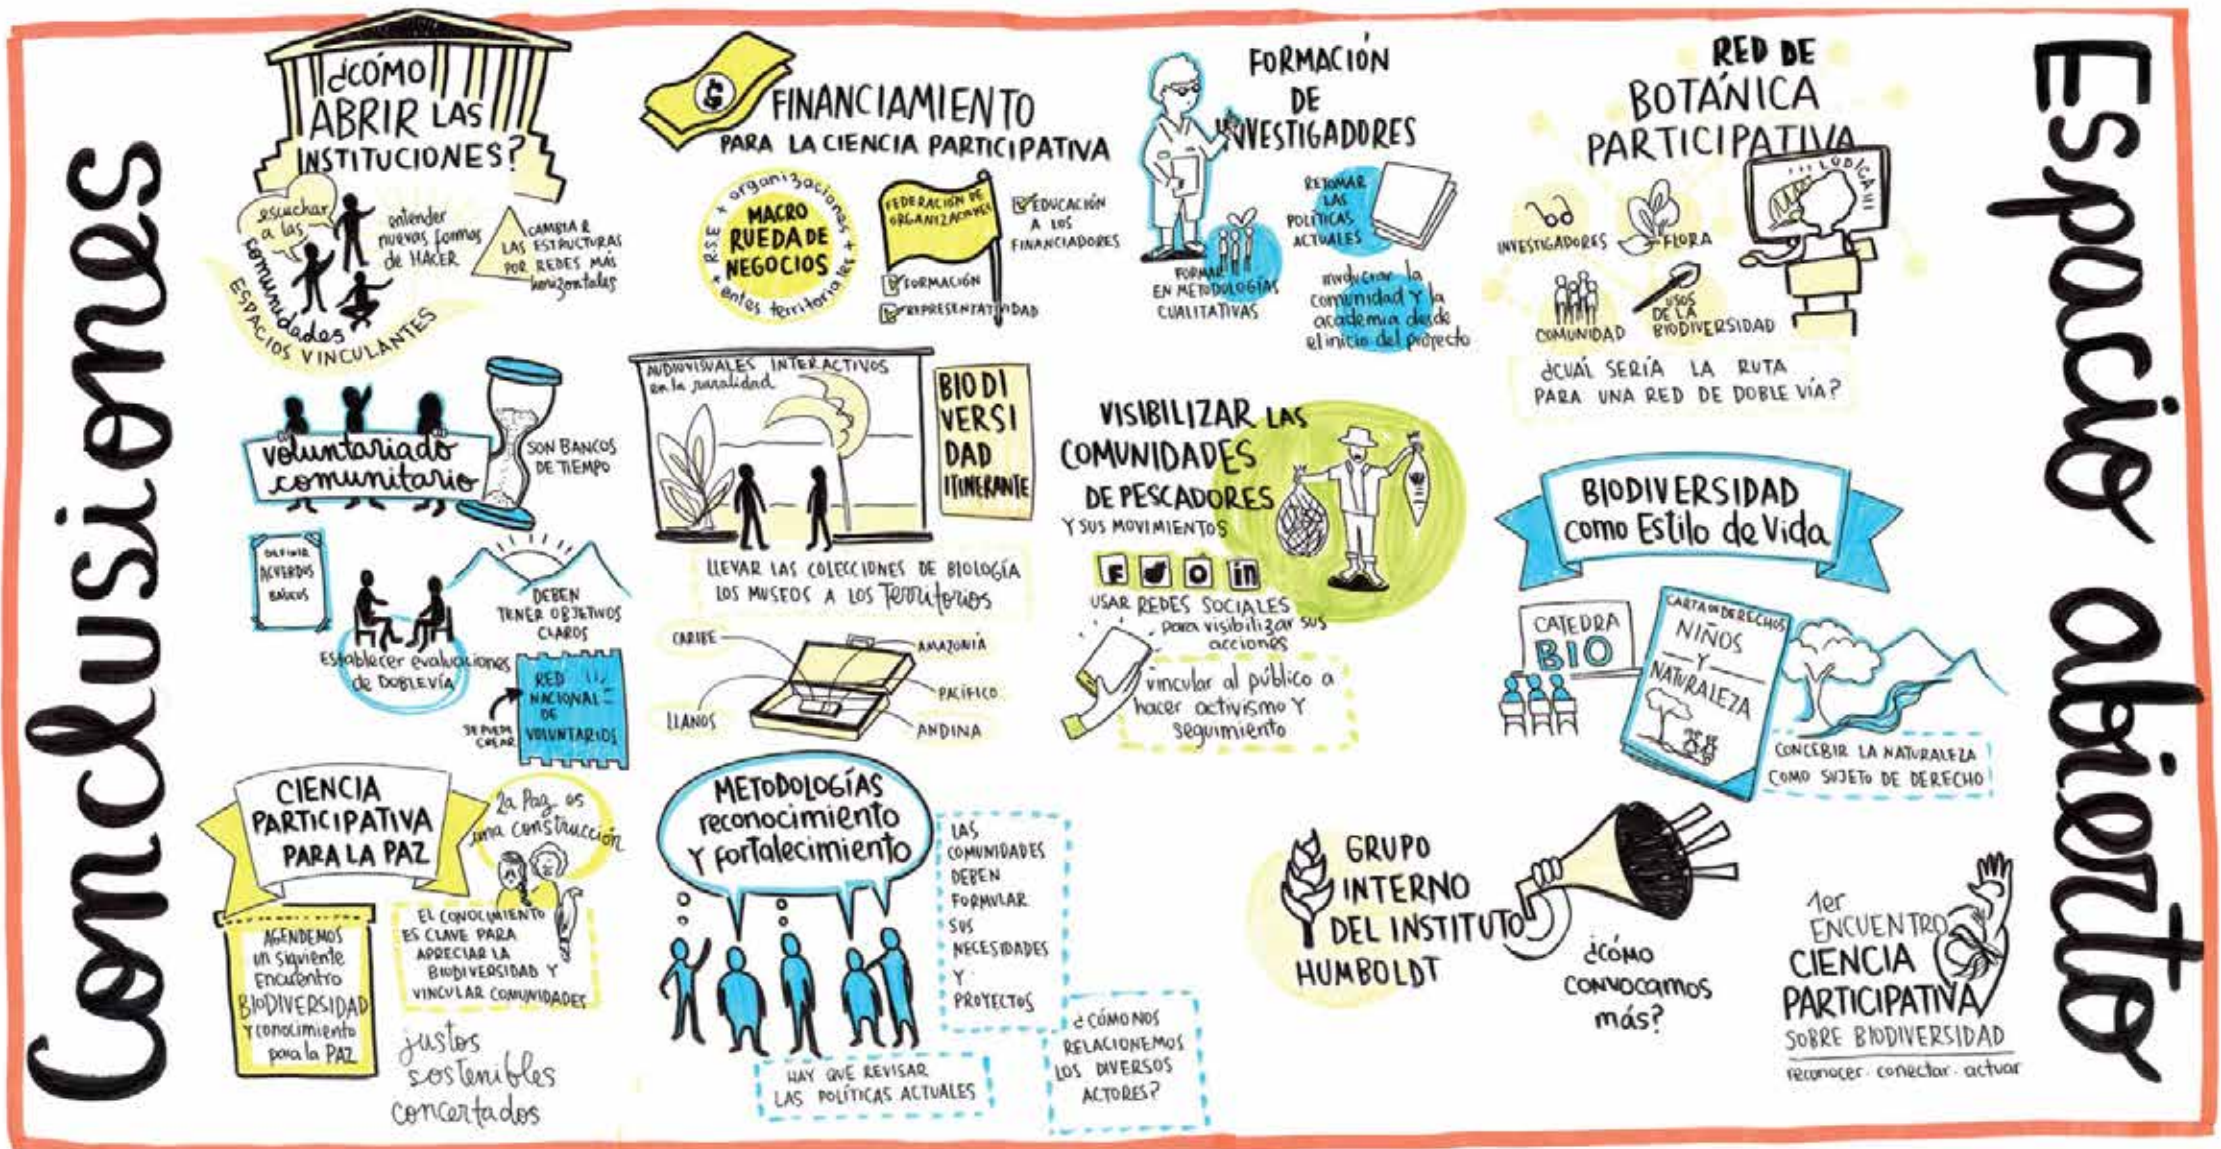 Conclusiones
¿CÓMO
ABRIR LAS
INSTITUCIONES?
escuchar
a las
comunidades
entender
nuevas formas
de HACER
CAMBIAR
LAS ESTRUCTURAS
POR REDES MÁS
horizontales
ESPACIOS VINCULANTES
voluntariado
comunitario
SON BANCOS
DE TIEMPO
DEFINIR
ACUERDOS
BÁSICOS
Establecer evaluaciones
de DOBLE VÍA
DEBEN
TENER OBJETIVOS
CLAROS
SE PUEDE
CREAR
RED
NACIONAL
DE
VOLUNTARIOS
CIENCIA
PARTICIPATIVA
PARA LA PAZ
La Paz es
una construcción
AGENDEMOS
un siguiente
Encuentro
BIODIVERSIDAD
y conocimiento
para la PAZ
EL CONOCIMIENTO
ES CLAVE PARA
APRECIAR LA
BIODIVERSIDAD Y
VINCULAR COMUNIDADES
justos
sostenibles
concertados
FINANCIAMIENTO
PARA LA CIENCIA PARTICIPATIVA
RSE + organizaciones + entes territoriales +
MACRO
RUEDA DE
NEGOCIOS
FEDERACIÓN DE
ORGANIZACIONES
EDUCACIÓN
A LOS
FINANCIADORES
FORMACIÓN
REPRESENTATIVIDAD
AUDIOVISUALES INTERACTIVOS
en la ruralidad
BIODI
VERSI
DAD
ITINERANTE
LLEVAR LAS COLECCIONES DE BIOLOGÍA
LOS MUSEOS A LOS Territorios
CARIBE
AMAZONÍA
PACÍFICO
LLANOS
ANDINA
METODOLOGÍAS
reconocimiento
y fortalecimiento
LAS
COMUNIDADES
DEBEN
FORMULAR
SUS
NECESIDADES
Y
PROYECTOS
HAY QUE REVISAR
LAS POLÍTICAS ACTUALES
¿CÓMO NOS
RELACIONEMOS
LOS DIVERSOS
ACTORES?
FORMACIÓN
DE
INVESTIGADORES
RETOMAR
LAS
POLÍTICAS
ACTUALES
FORMAR
EN METODOLOGÍAS
CUALITATIVAS
involucrar la
comunidad y la
academia desde
el inicio del proyecto
VISIBILIZAR LAS
COMUNIDADES
DE PESCADORES
Y SUS MOVIMIENTOS
F in
USAR REDES SOCIALES
para visibilizar sus
acciones
vincular al público a
hacer activismo y
seguimiento
RED DE
BOTÁNICA
PARTICIPATIVA
LÚDICA!!
INVESTIGADORES
FLORA
COMUNIDAD
USOS
DE LA
BIODIVERSIDAD
¿CUÁL SERÍA LA RUTA
PARA UNA RED DE DOBLE VÍA?
BIODIVERSIDAD
como Estilo de Vida
CATEDRA
BIO
CARTA DE DERECHOS
NIÑOS
Y
NATURALEZA
CONCEBIR LA NATURALEZA
COMO SUJETO DE DERECHO
GRUPO
INTERNO
DEL INSTITUTO
HUMBOLDT
¿CÓMO
CONVOCAMOS
más?
1er
ENCUENTRO
CIENCIA
PARTICIPATIVA
SOBRE BIODIVERSIDAD
reconocer. conectar. actuar
Espacio abierto